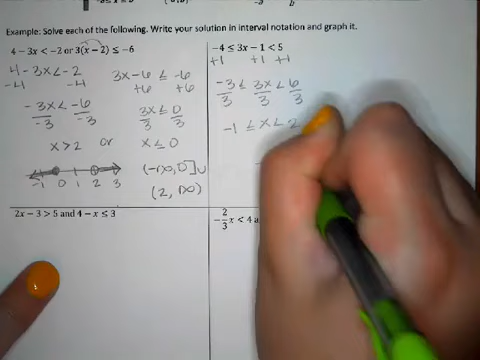 Example: Solve each of the following. Write your solution in interval notation and graph it.
4 − 3x < −2 or 3(x − 2) ≤ −6
4 -3x < -2
-4 -4
-3x < -6
-3 -3
x > 2 or
3x-6 ≤ -6
+6 +6
3x ≤ 0
3 3
x ≤ 0
-1 0 1 2 3
(-∞, 0] ∪
(2, ∞)
−4 ≤ 3x − 1 < 5
+1 +1 +1
-3 ≤ 3x < 6
3 3 3
-1 ≤ x < 2
2x − 3 > 5 and 4 − x ≤ 3
−2/3 x < 4